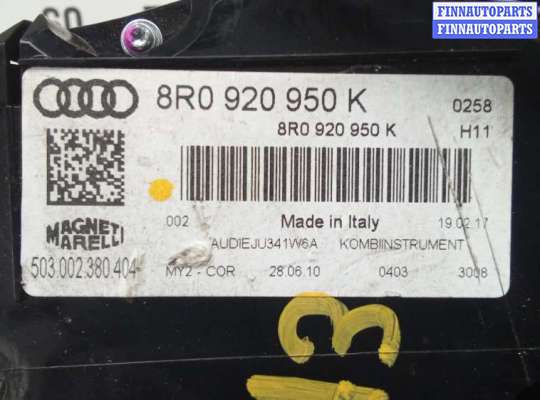 FINNAUTOPARTS
FINNAUTOPARTS
8R0 920 950 K 0258
8R0 920 950 K H11
002 Made in Italy 19.02.17
MAGNETI MARELLI
AUDIEJU341W6A KOMBIINSTRUMENT
503.002.380.404
MY2 - COR 28.06.10 0403 3008